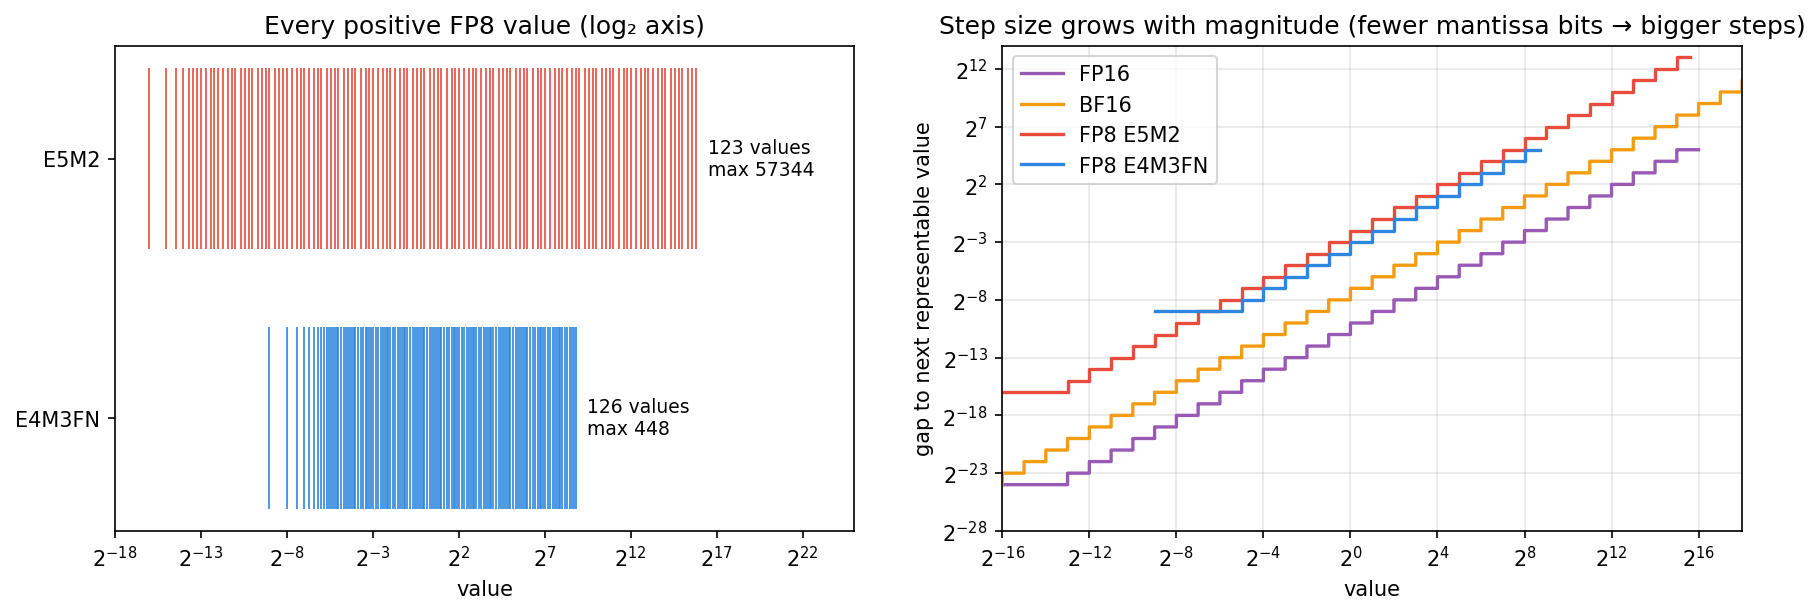 Every positive FP8 value (log₂ axis)
E5M2
E4M3FN
123 values
max 57344
126 values
max 448
2⁻¹⁸ 2⁻¹³ 2⁻⁸ 2⁻³ 2² 2⁷ 2¹² 2¹⁷ 2²²
value
Step size grows with magnitude (fewer mantissa bits → bigger steps)
gap to next representable value
2¹²
2⁷
2²
2⁻³
2⁻⁸
2⁻¹³
2⁻¹⁸
2⁻²³
2⁻²⁸
FP16
BF16
FP8 E5M2
FP8 E4M3FN
2⁻¹⁶ 2⁻¹² 2⁻⁸ 2⁻⁴ 2⁰ 2⁴ 2⁸ 2¹² 2¹⁶
value